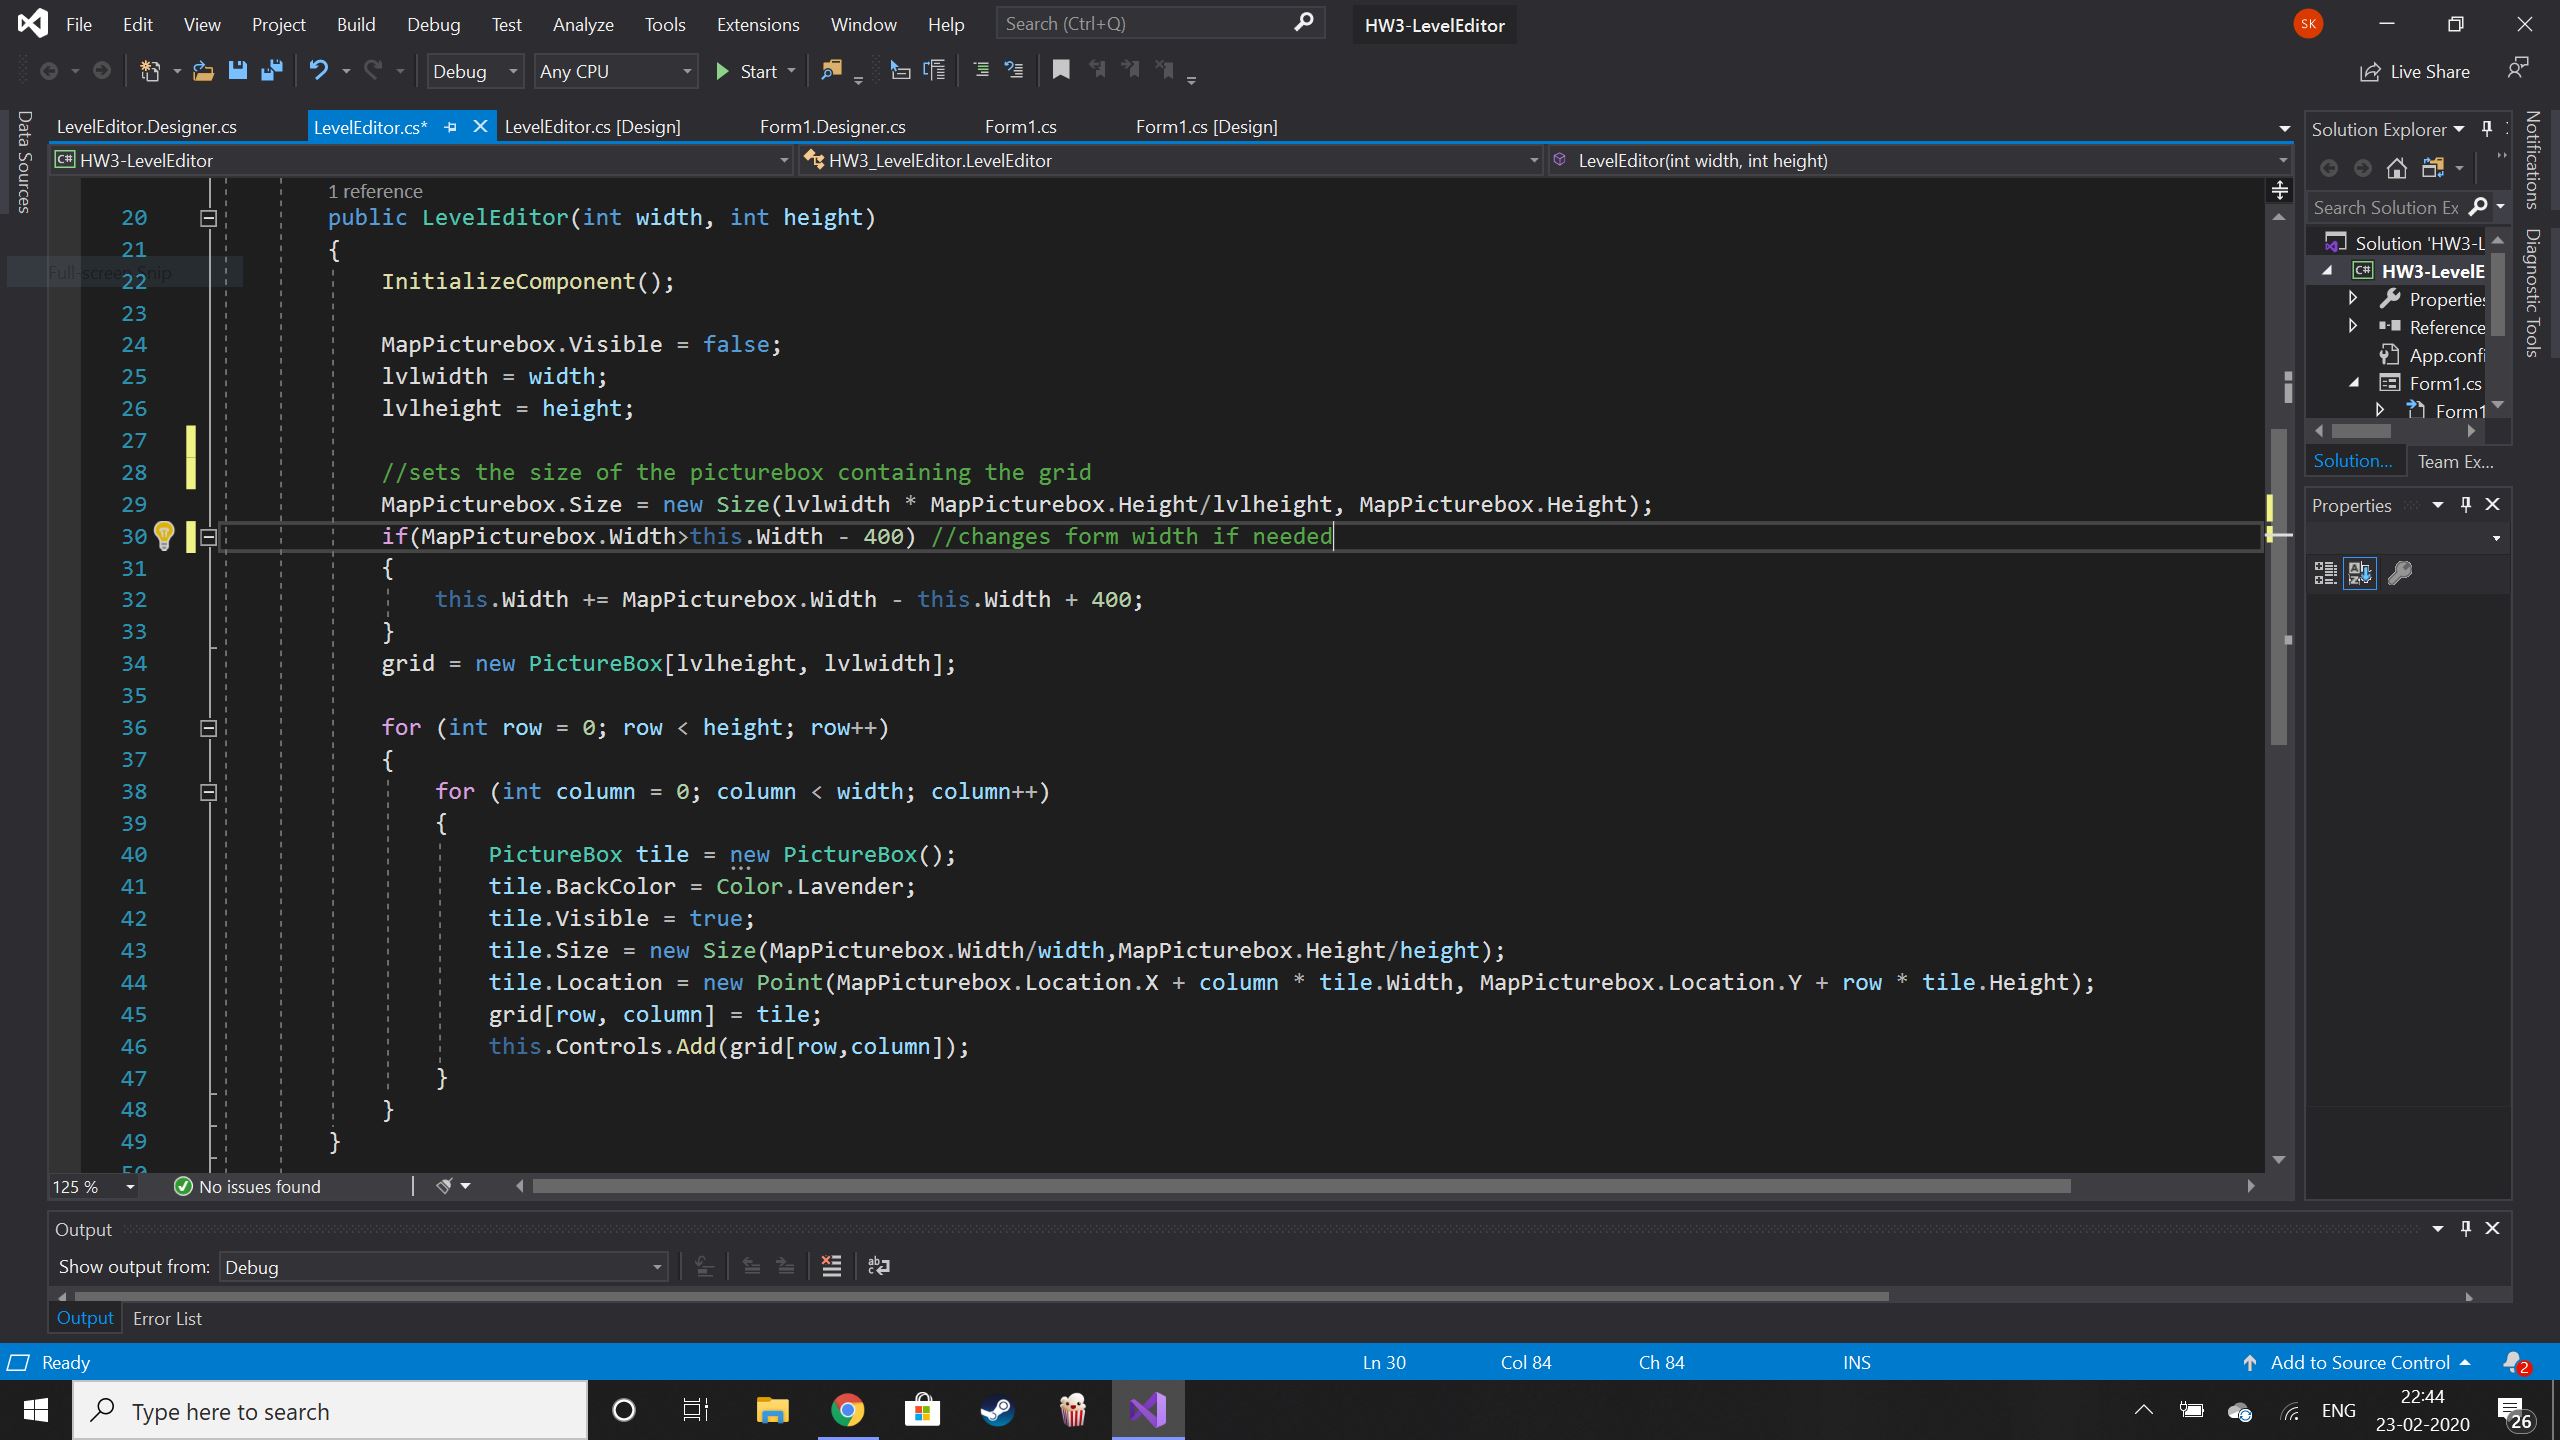 File Edit View Project Build Debug Test Analyze Tools Extensions Window Help Search (Ctrl+Q) HW3-LevelEditor SK
Debug Any CPU Start Live Share
LevelEditor.Designer.cs LevelEditor.cs* LevelEditor.cs [Design] Form1.Designer.cs Form1.cs Form1.cs [Design]
HW3-LevelEditor HW3_LevelEditor.LevelEditor LevelEditor(int width, int height)
Data Sources
Full-screen Snip
1 reference
20 public LevelEditor(int width, int height)
21 {
22 InitializeComponent();
23
24 MapPicturebox.Visible = false;
25 lvlwidth = width;
26 lvlheight = height;
27
28 //sets the size of the picturebox containing the grid
29 MapPicturebox.Size = new Size(lvlwidth * MapPicturebox.Height/lvlheight, MapPicturebox.Height);
30 if(MapPicturebox.Width>this.Width - 400) //changes form width if needed
31 {
32 this.Width += MapPicturebox.Width - this.Width + 400;
33 }
34 grid = new PictureBox[lvlheight, lvlwidth];
35
36 for (int row = 0; row < height; row++)
37 {
38 for (int column = 0; column < width; column++)
39 {
40 PictureBox tile = new PictureBox();
41 tile.BackColor = Color.Lavender;
42 tile.Visible = true;
43 tile.Size = new Size(MapPicturebox.Width/width,MapPicturebox.Height/height);
44 tile.Location = new Point(MapPicturebox.Location.X + column * tile.Width, MapPicturebox.Location.Y + row * tile.Height);
45 grid[row, column] = tile;
46 this.Controls.Add(grid[row,column]);
47 }
48 }
49 }
50
125 % No issues found
Solution Explorer
Search Solution Ex
Solution 'HW3-L
C# HW3-LevelE
Properties
Reference
App.confi
Form1.cs
Form1
Solution... Team Ex...
Properties
Notifications
Diagnostic Tools
Output
Show output from: Debug
Output Error List
Ready Ln 30 Col 84 Ch 84 INS Add to Source Control 2
Type here to search ENG 22:44
23-02-2020 26